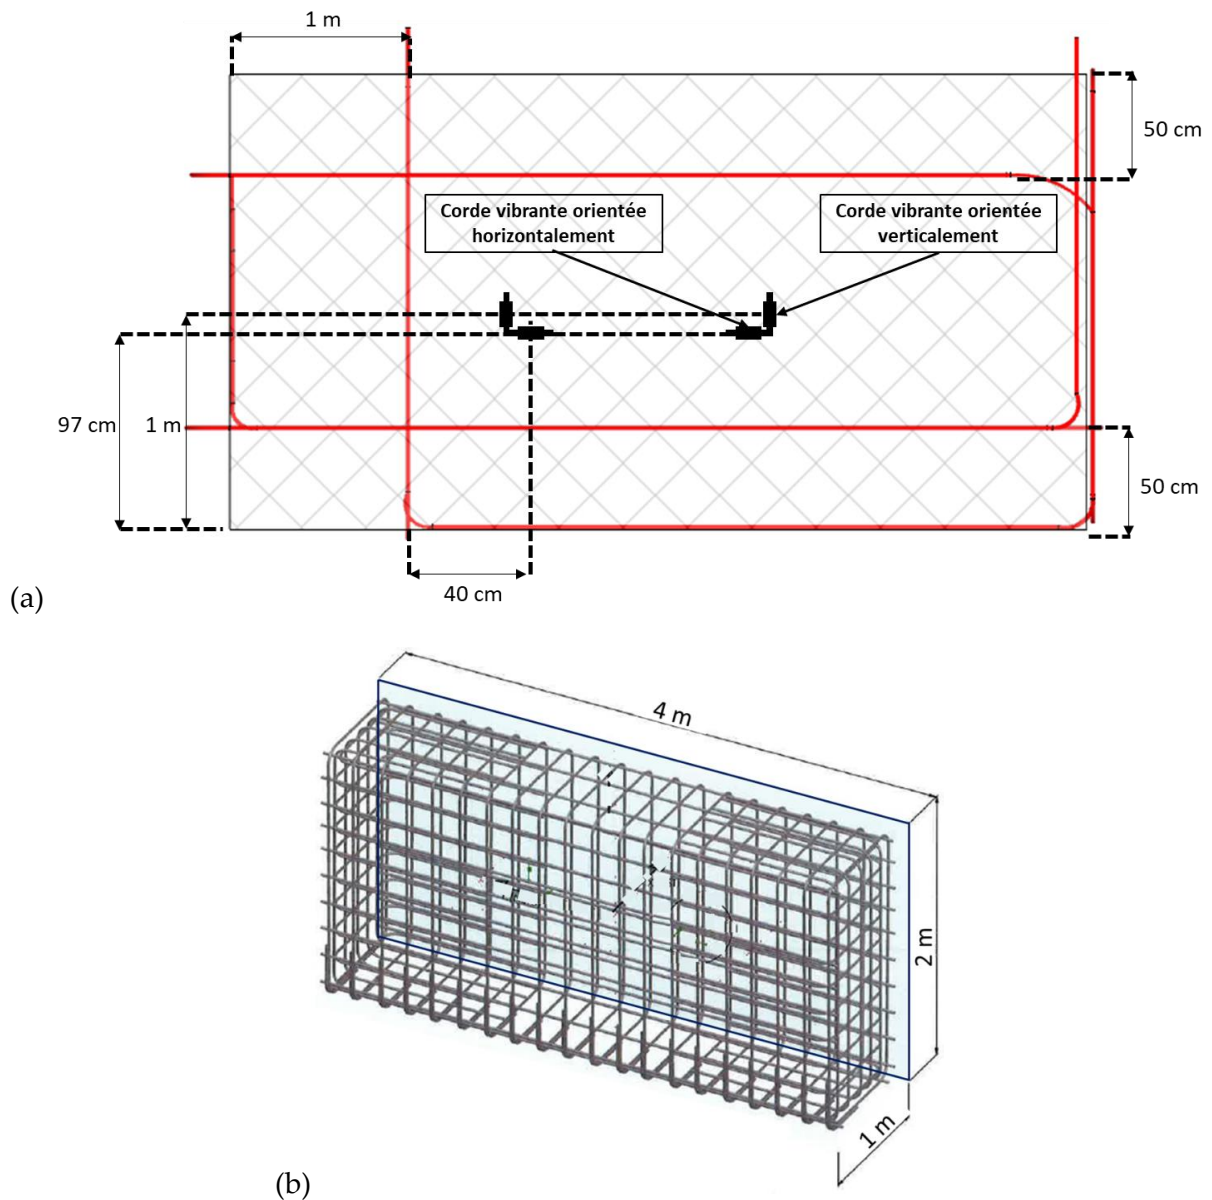 1 m
50 cm
Corde vibrante orientée
horizontalement
Corde vibrante orientée
verticalement
97 cm
1 m
50 cm
40 cm
(a)
4 m
2 m
1 m
(b)